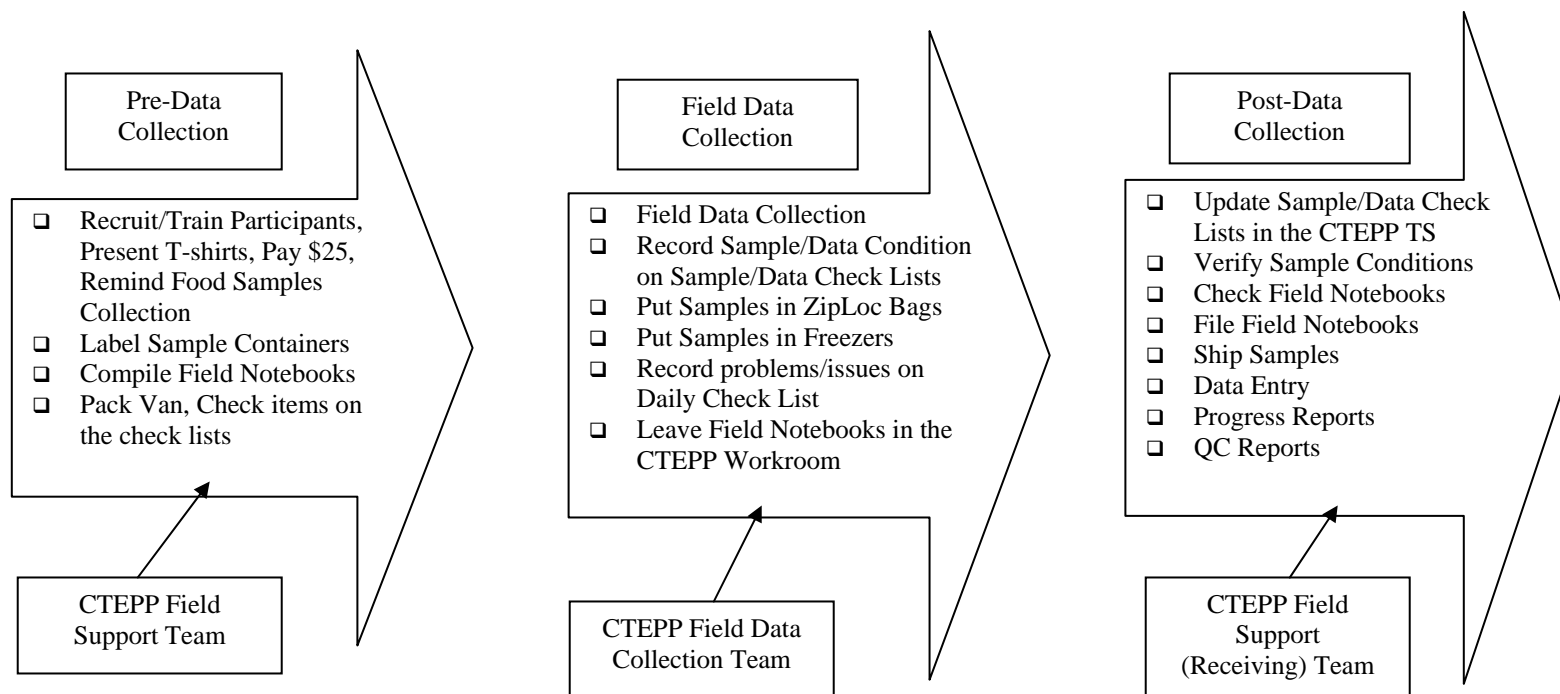 Pre-Data
Collection
❑ Recruit/Train Participants,
Present T-shirts, Pay $25,
Remind Food Samples
Collection
❑ Label Sample Containers
❑ Compile Field Notebooks
❑ Pack Van, Check items on
the check lists
CTEPP Field
Support Team
Field Data
Collection
❑ Field Data Collection
❑ Record Sample/Data Condition
on Sample/Data Check Lists
❑ Put Samples in ZipLoc Bags
❑ Put Samples in Freezers
❑ Record problems/issues on
Daily Check List
❑ Leave Field Notebooks in the
CTEPP Workroom
CTEPP Field Data
Collection Team
Post-Data
Collection
❑ Update Sample/Data Check
Lists in the CTEPP TS
❑ Verify Sample Conditions
❑ Check Field Notebooks
❑ File Field Notebooks
❑ Ship Samples
❑ Data Entry
❑ Progress Reports
❑ QC Reports
CTEPP Field
Support
(Receiving) Team